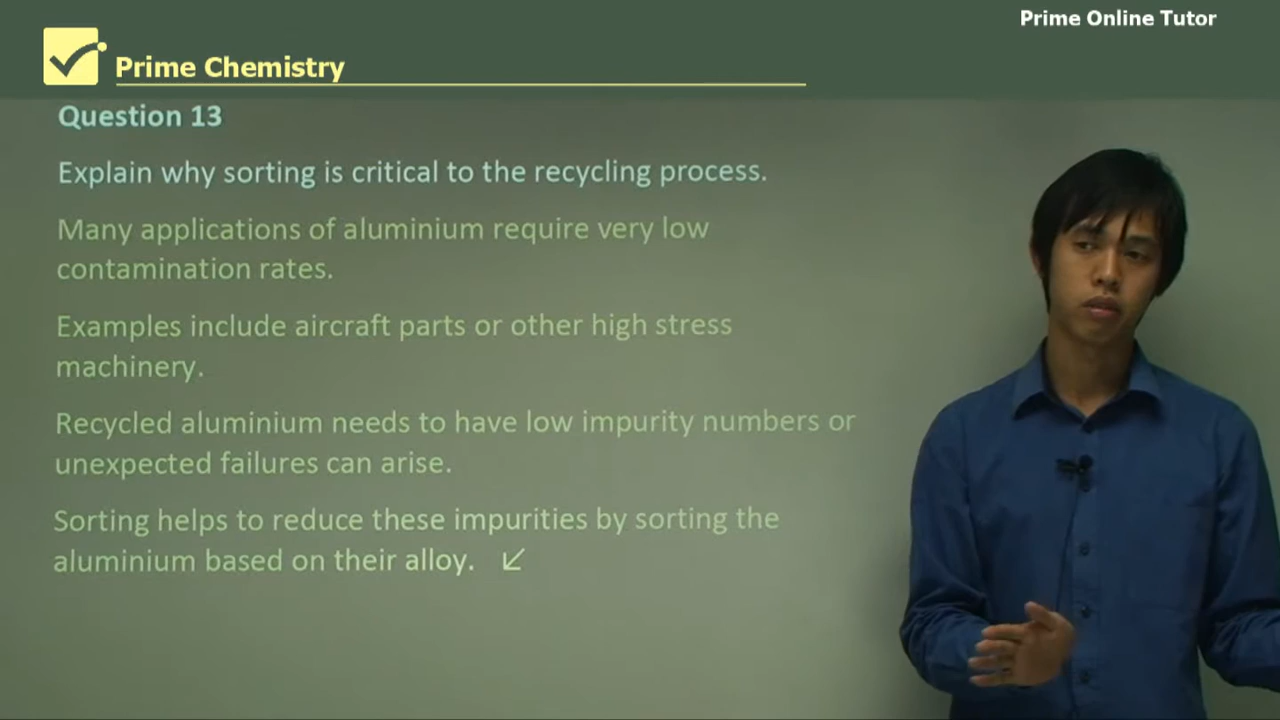 Prime Online Tutor
Prime Chemistry
Question 13
Explain why sorting is critical to the recycling process.
Many applications of aluminium require very low
contamination rates.
Examples include aircraft parts or other high stress
machinery.
Recycled aluminium needs to have low impurity numbers or
unexpected failures can arise.
Sorting helps to reduce these impurities by sorting the
aluminium based on their alloy.